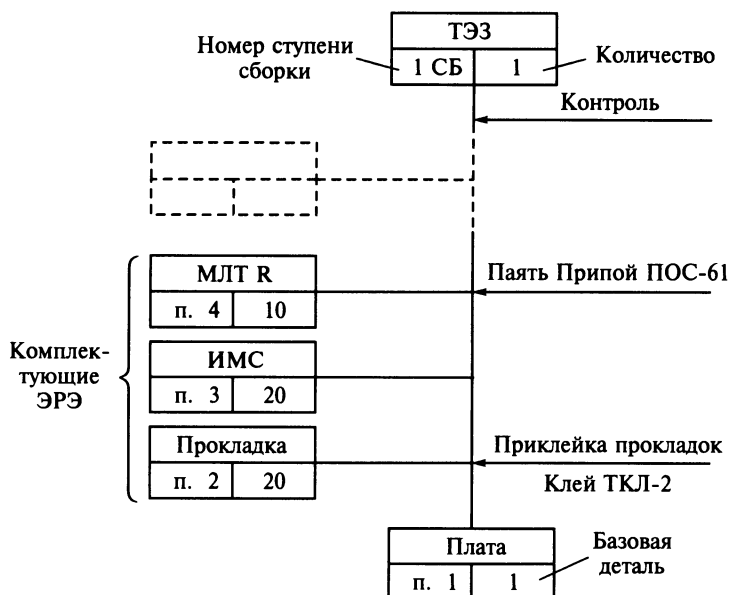 ТЭЗ
Номер ступени
сборки
1 СБ
1
Количество
Контроль
МЛТ R
п. 4
10
Паять Припой ПОС-61
Комплек-
тующие
ЭРЭ
ИМС
п. 3
20
Прокладка
п. 2
20
Приклейка прокладок
Клей ТКЛ-2
Плата
п. 1
1
Базовая
деталь